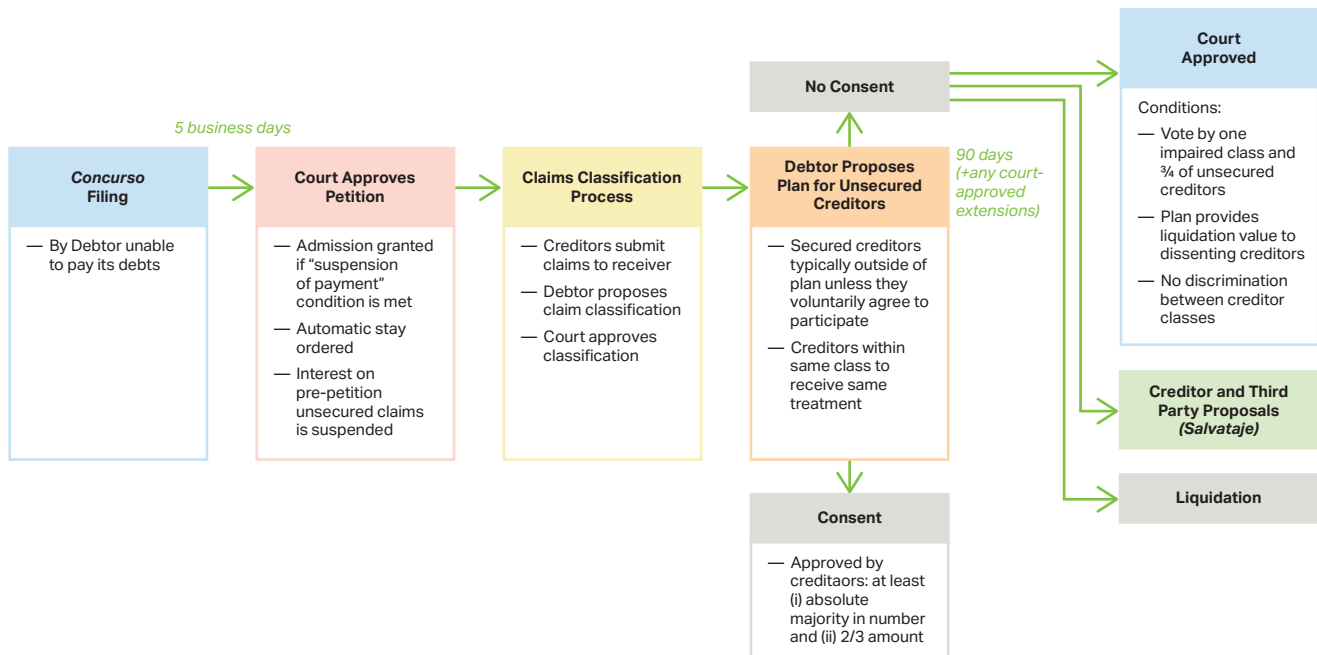 5 business days
Concurso
Filing
— By Debtor unable
to pay its debts
Court Approves
Petition
— Admission granted
if “suspension
of payment”
condition is met
— Automatic stay
ordered
— Interest on
pre-petition
unsecured claims
is suspended
Claims Classification
Process
— Creditors submit
claims to receiver
— Debtor proposes
claim classification
— Court approves
classification
No Consent
Debtor Proposes
Plan for Unsecured
Creditors
— Secured creditors
typically outside of
plan unless they
voluntarily agree to
participate
— Creditors within
same class to
receive same
treatment
90 days
(+any court-
approved
extensions)
Consent
— Approved by
creditaors: at least
(i) absolute
majority in number
and (ii) 2/3 amount
Court
Approved
Conditions:
— Vote by one
impaired class and
¾ of unsecured
creditors
— Plan provides
liquidation value to
dissenting creditors
— No discrimination
between creditor
classes
Creditor and Third
Party Proposals
(Salvataje)
Liquidation